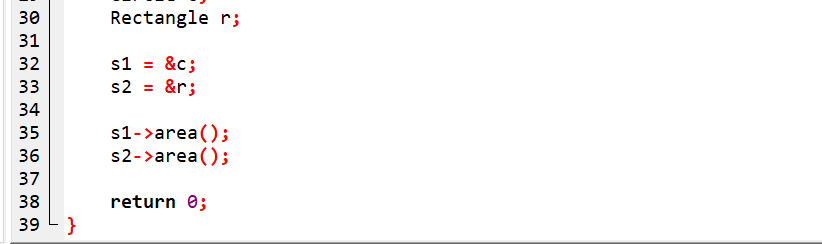 30 Rectangle r;
31
32 s1 = &c;
33 s2 = &r;
34
35 s1->area();
36 s2->area();
37
38 return 0;
39 }